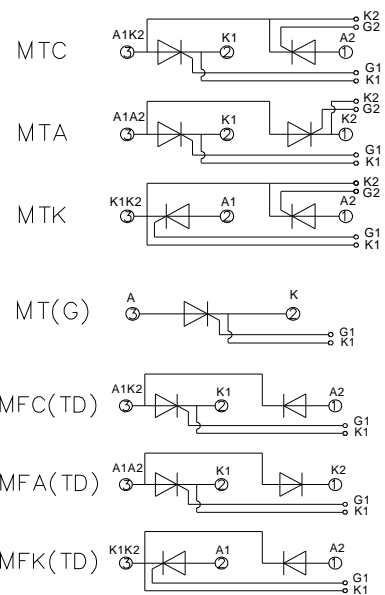 MTC A1K2 ③ K1 ② A2 ① K2 G2 G1 K1
MTA A1A2 ③ K1 ② K2 ① K2 G2 G1 K1
MTK K1K2 ③ A1 ② A2 ① K2 G2 G1 K1
MT(G) A ③ K ② G1 K1
MFC(TD) A1K2 ③ K1 ② A2 ① G1 K1
MFA(TD) A1A2 ③ K1 ② K2 ① G1 K1
MFK(TD) K1K2 ③ A1 ② A2 ① G1 K1